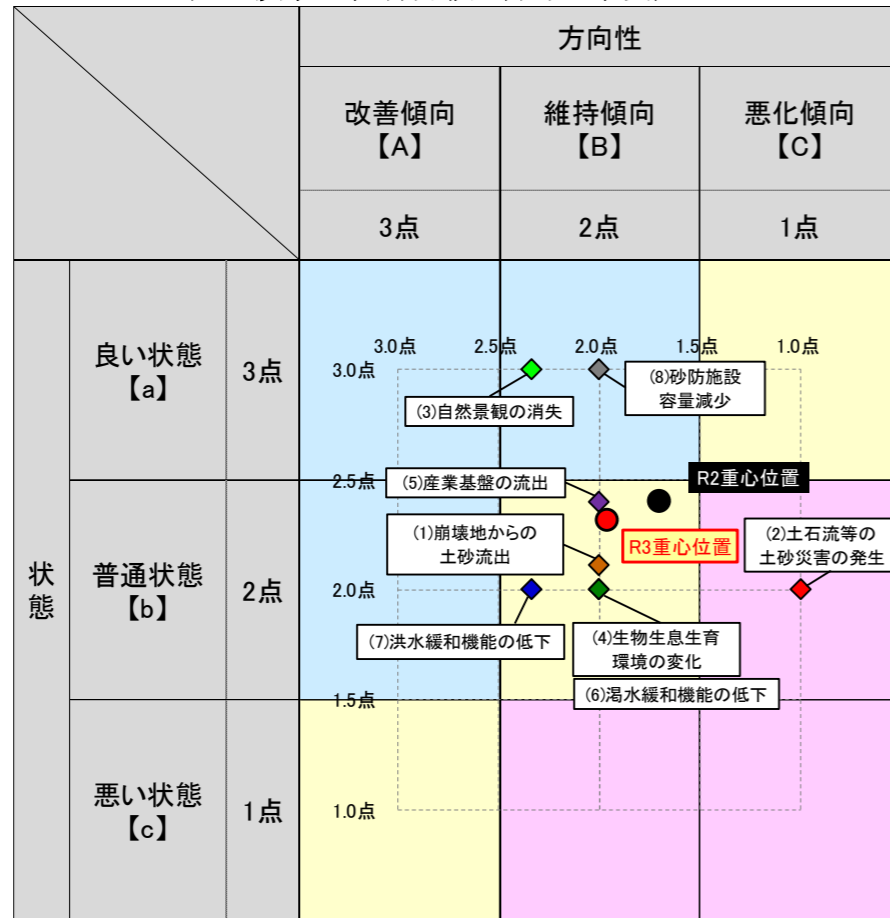 方向性
改善傾向
【A】
維持傾向
【B】
悪化傾向
【C】
3点
2点
1点
状態
良い状態
【a】
3点
普通状態
【b】
2点
悪い状態
【c】
1点
3.0点
2.5点
2.0点
1.5点
1.0点
3.0点
2.5点
2.0点
1.5点
1.0点
(3)自然景観の消失
(8)砂防施設
容量減少
(5)産業基盤の流出
R2重心位置
(1)崩壊地からの
土砂流出
R3重心位置
(2)土石流等の
土砂災害の発生
(7)洪水緩和機能の低下
(4)生物生息生育
環境の変化
(6)渇水緩和機能の低下